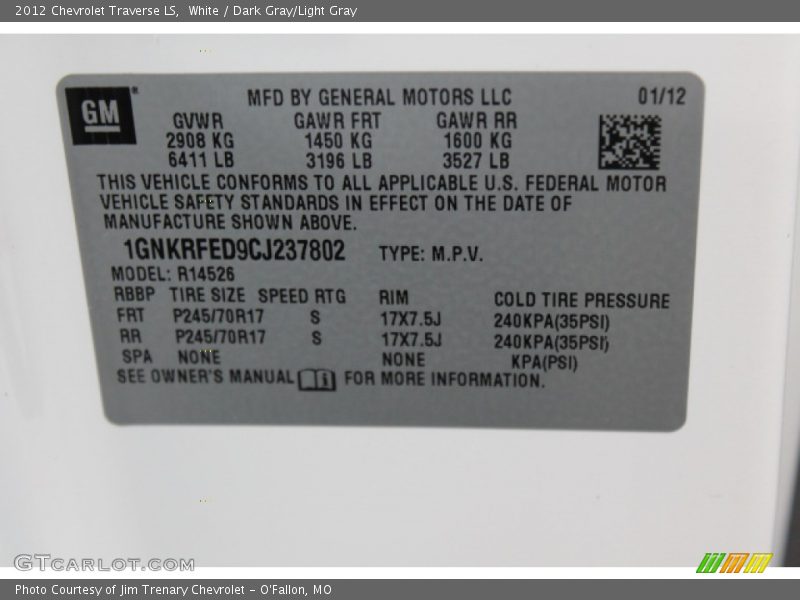 2012 Chevrolet Traverse LS,  White / Dark Gray/Light Gray
GM® MFD BY GENERAL MOTORS LLC 01/12
GVWR GAWR FRT GAWR RR
2908 KG 1450 KG 1600 KG
6411 LB 3196 LB 3527 LB
THIS VEHICLE CONFORMS TO ALL APPLICABLE U.S. FEDERAL MOTOR
VEHICLE SAFETY STANDARDS IN EFFECT ON THE DATE OF
MANUFACTURE SHOWN ABOVE.
1GNKRFED9CJ237802 TYPE: M.P.V.
MODEL: R14526
RBBP TIRE SIZE SPEED RTG RIM COLD TIRE PRESSURE
FRT P245/70R17 S 17X7.5J 240KPA(35PSI)
RR P245/70R17 S 17X7.5J 240KPA(35PSI)
SPA NONE NONE KPA(PSI)
SEE OWNER'S MANUAL FOR MORE INFORMATION.
GTCARLOT.COM
Photo Courtesy of Jim Trenary Chevrolet - O'Fallon, MO